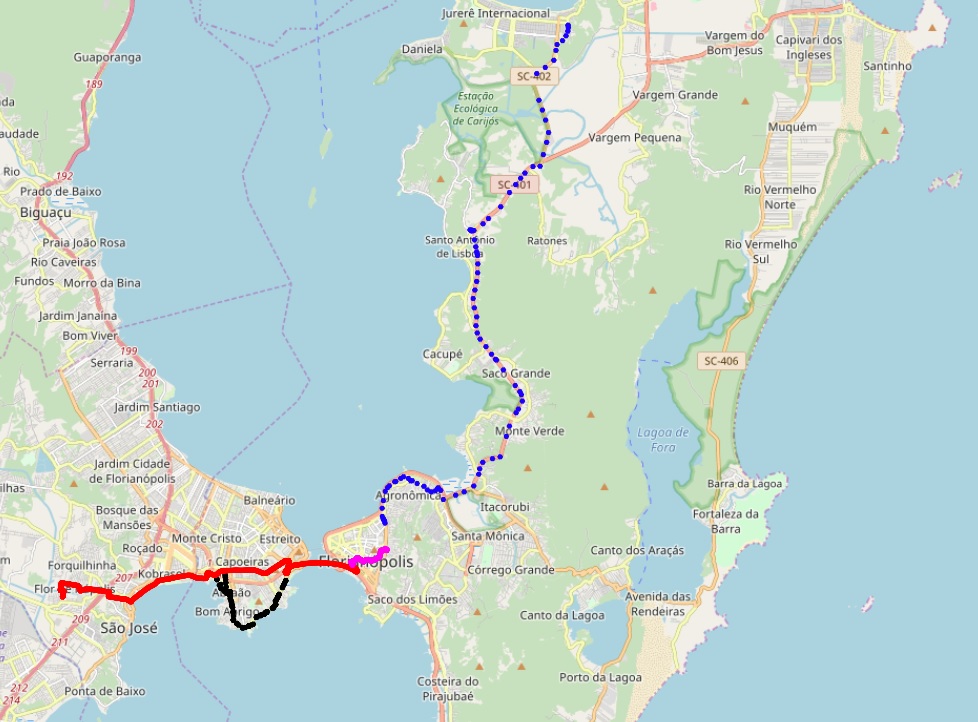 Jurerê Internacional
Guaporanga
Daniela
Vargem do
Bom Jesus
Capivari dos
Ingleses
Santinho
189
SC-402
Vargem Grande
Estação
Ecológica
de Carijós
Muquém
Vargem Pequena
Rio
192
Prado de Baixo
SC-401
Rio Vermelho
Norte
Biguaçu
Praia João Rosa
Santo Antônio
de Lisboa
Ratones
Rio Vermelho
Sul
Rio Caveiras
Fundos
Morro da Bina
Jardim Janaina
Bom Viver
199
Cacupé
SC-406
Serraria
200
201
Saco Grande
Jardim Santiago
202
Monte Verde
Lagoa de
Fora
Jardim Cidade
de Florianópolis
Barra da Lagoa
Balneário
Agronômica
Itacorubi
Bosque das
Mansões
Fortaleza da
Barra
Monte Cristo
Estreito
Santa Mônica
Roçado
Canto dos Araçás
Forquilhinha
Capoeiras
Florianópolis
Kobrasol
207
Córrego Grande
Abraão
Avenida das
Rendeiras
Bom Abrigo
Saco dos Limões
Canto da Lagoa
209
São José
211
Costeira do
Pirajubaé
Porto da Lagoa
212
214
Ponta de Baixo